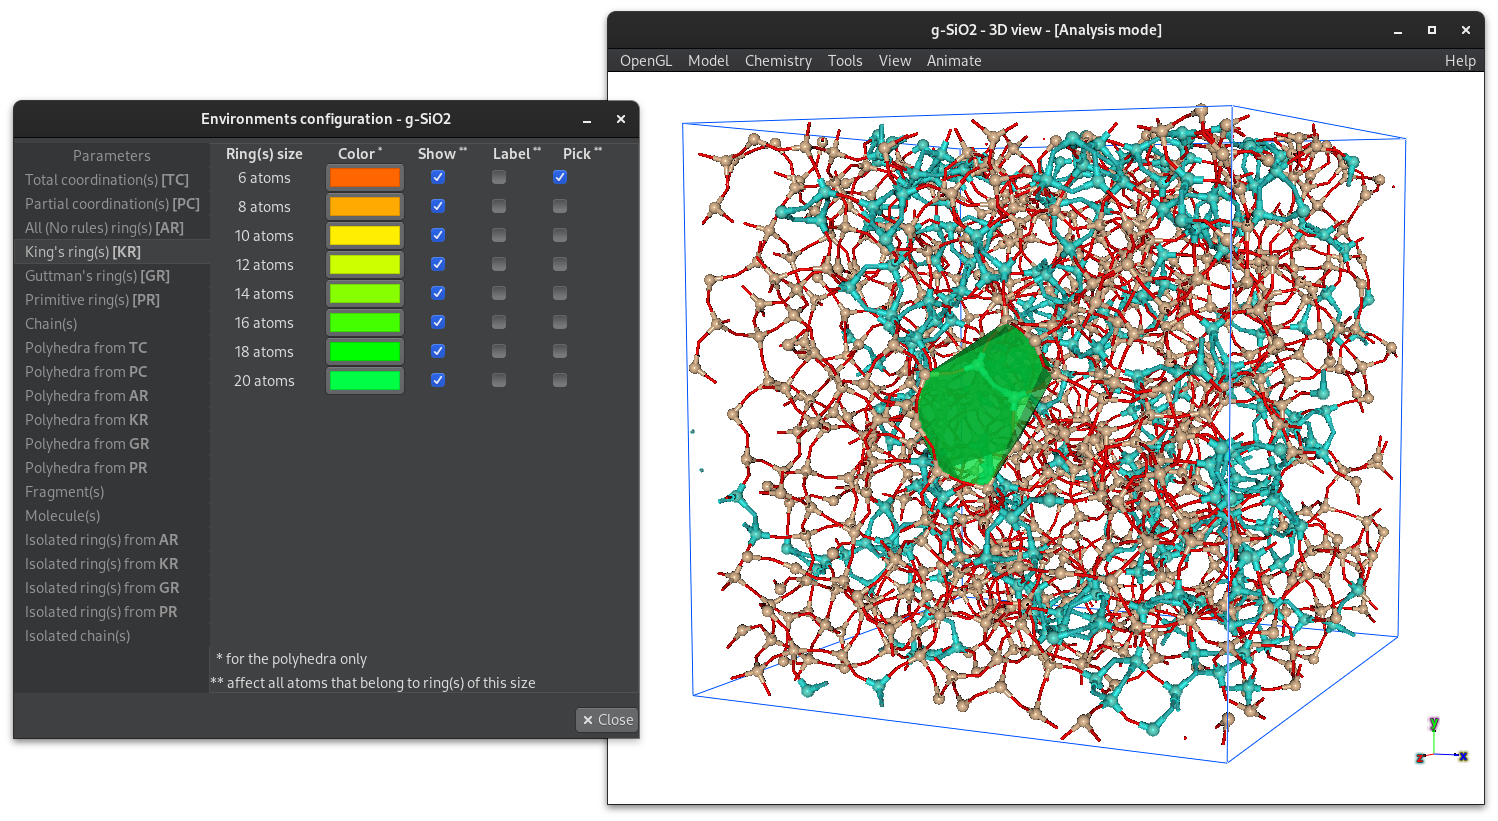 g-SiO2 - 3D view - [Analysis mode]
OpenGL Model Chemistry Tools View Animate Help
Environments configuration - g-SiO2
Parameters
Total coordination(s) [TC]
Partial coordination(s) [PC]
All (No rules) ring(s) [AR]
King's ring(s) [KR]
Guttman's ring(s) [GR]
Primitive ring(s) [PR]
Chain(s)
Polyhedra from TC
Polyhedra from PC
Polyhedra from AR
Polyhedra from KR
Polyhedra from GR
Polyhedra from PR
Fragment(s)
Molecule(s)
Isolated ring(s) from AR
Isolated ring(s) from KR
Isolated ring(s) from GR
Isolated ring(s) from PR
Isolated chain(s)
Ring(s) size Color * Show ** Label ** Pick **
6 atoms
8 atoms
10 atoms
12 atoms
14 atoms
16 atoms
18 atoms
20 atoms
* for the polyhedra only
** affect all atoms that belong to ring(s) of this size
Close
y
z
x